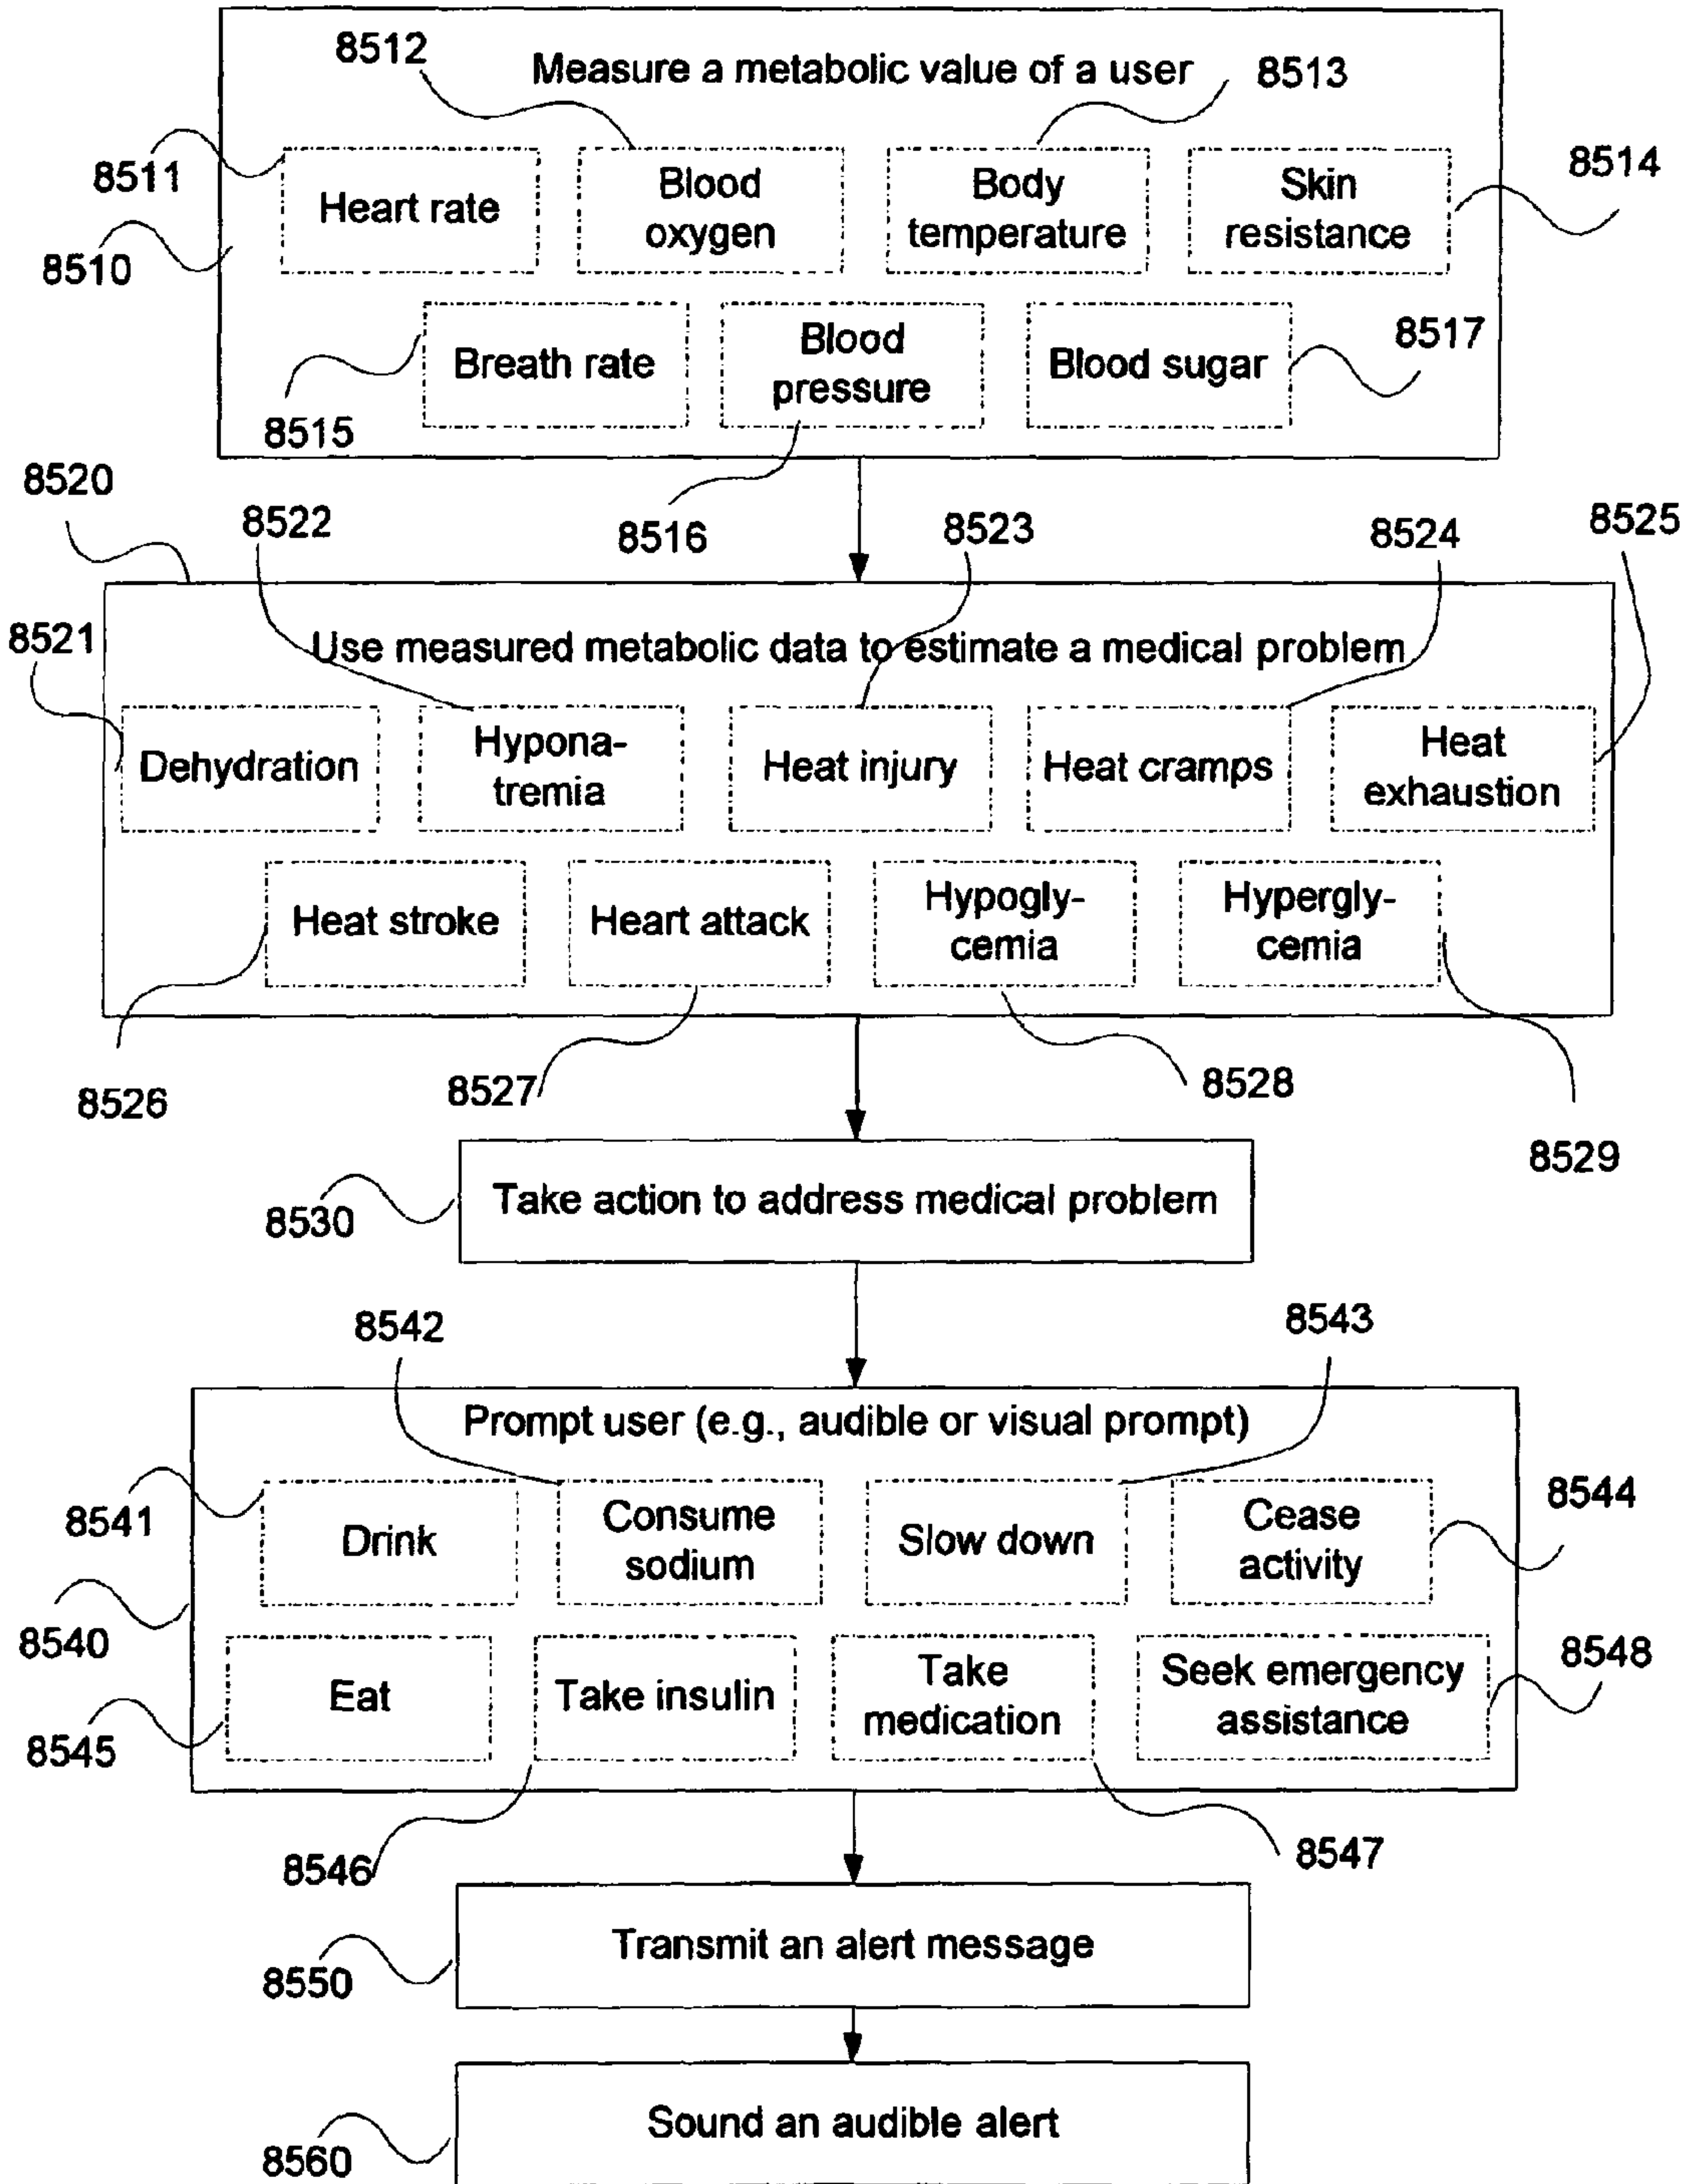 8512
Measure a metabolic value of a user
8513
8511
Heart rate
Blood
oxygen
Body
temperature
Skin
resistance
8514
8510
Breath rate
Blood
pressure
Blood sugar
8517
8515
8516
8520
8522
8523
8524
8525
8521
Use measured metabolic data to estimate a medical problem
Dehydration
Hypona-
tremia
Heat injury
Heat cramps
Heat
exhaustion
Heat stroke
Heart attack
Hypogly-
cemia
Hypergly-
cemia
8526
8527
8528
8529
8530
Take action to address medical problem
8542
8543
Prompt user (e.g., audible or visual prompt)
8541
Drink
Consume
sodium
Slow down
Cease
activity
8544
8540
Eat
Take insulin
Take
medication
Seek emergency
assistance
8548
8545
8546
8547
Transmit an alert message
8550
Sound an audible alert
8560